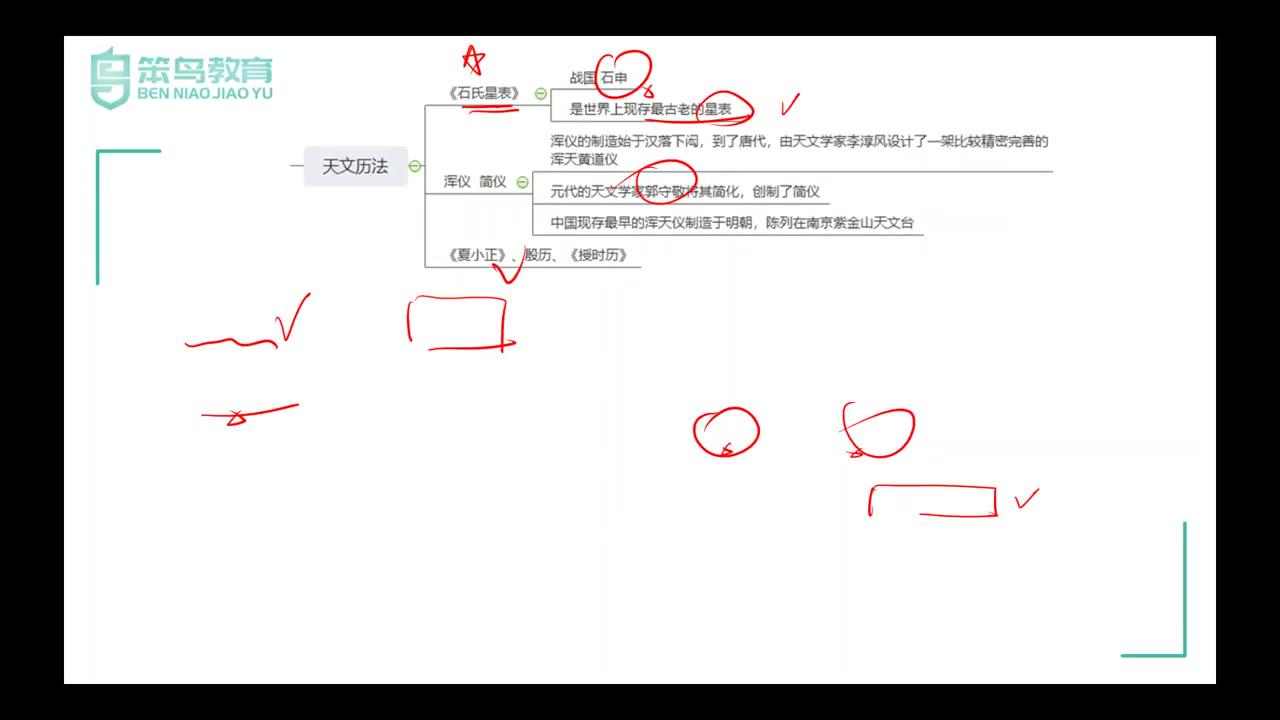 笨鸟教育
BEN NIAO JIAO YU
天文历法
《石氏星表》
战国 石申
是世界上现存最古老的星表
浑仪 简仪
浑仪的制造始于汉落下闳，到了唐代，由天文学家李淳风设计了一架比较精密完善的
浑天黄道仪
元代的天文学家郭守敬将其简化，创制了简仪
中国现存最早的浑天仪制造于明朝，陈列在南京紫金山天文台
《夏小正》、殷历、《授时历》